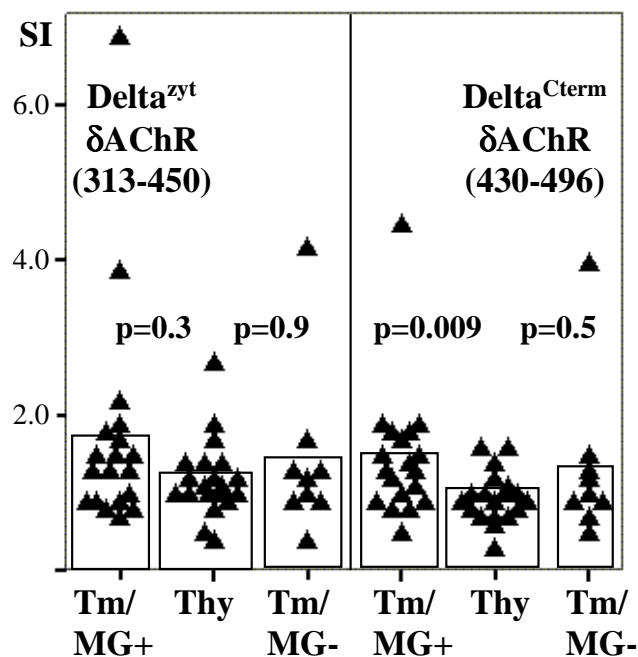 SI
6.0
4.0
2.0
Delta^zyt
δAChR
(313-450)
Delta^Cterm
δAChR
(430-496)
p=0.3 p=0.9 p=0.009 p=0.5
Tm/ Thy Tm/ Tm/ Thy Tm/
MG+ MG- MG+ MG-